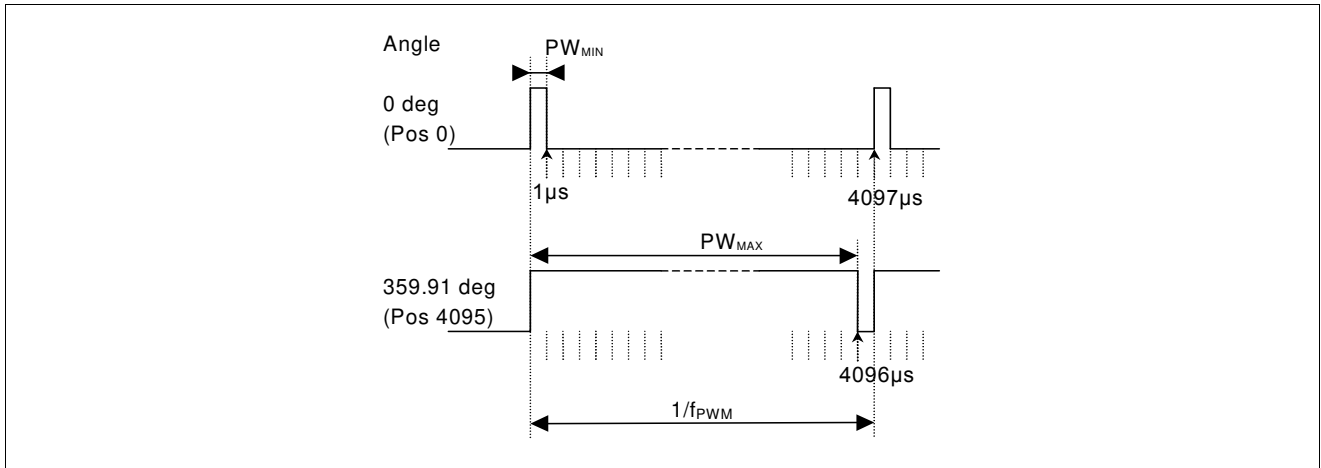 Angle
PWMIN
0 deg
(Pos 0)
1µs
4097µs
PWMAX
359.91 deg
(Pos 4095)
4096µs
1/fPWM